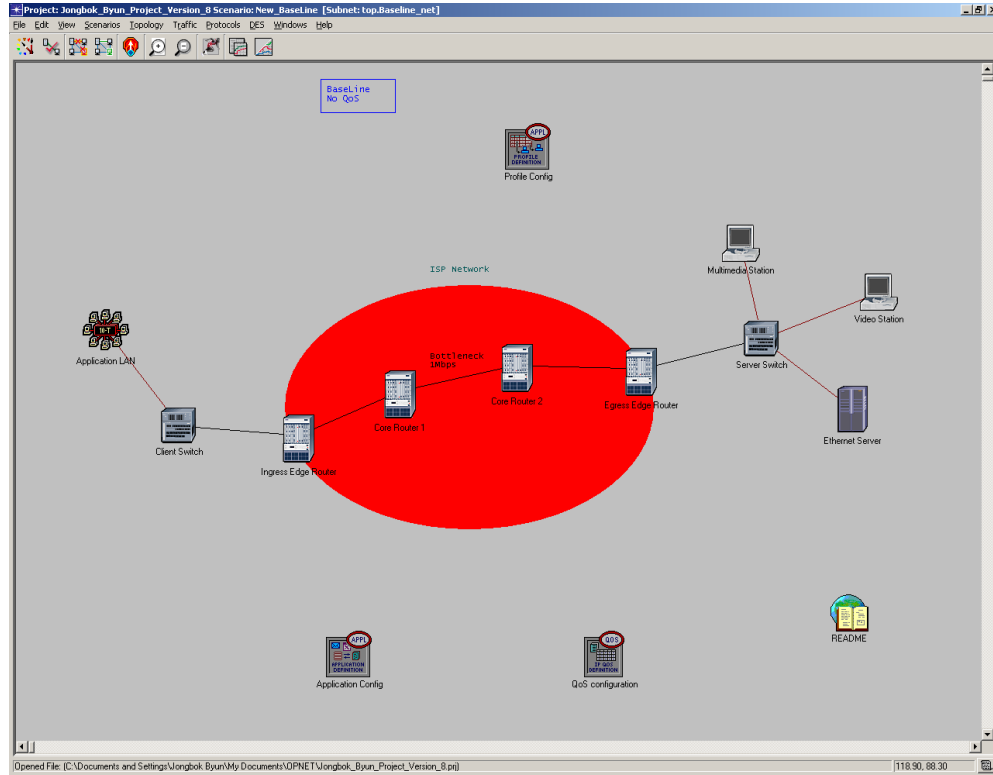 Project: Jongbok_Byun_Project_Version_8 Scenario: New_BaseLine [Subnet: top.Baseline_net]
File Edit View Scenarios Topology Traffic Protocols DES Windows Help
BaseLine
No QoS
APPL
PROFILE
DEFINITION
Profile Config
Multimedia Station
ISP Network
Video Station
10-T
Application LAN
Bottleneck
1Mbps
Server Switch
Core Router 2
Egress Edge Router
Core Router 1
Ethernet Server
Client Switch
Ingress Edge Router
README
APPL
APPLICATION
DEFINITION
Application Config
QOS
IP QOS
DEFINITION
QoS configuration
Opened File: (C:\Documents and Settings\Jongbok Byun\My Documents\OPNET\Jongbok_Byun_Project_Version_8.prj)
118.90, 88.30